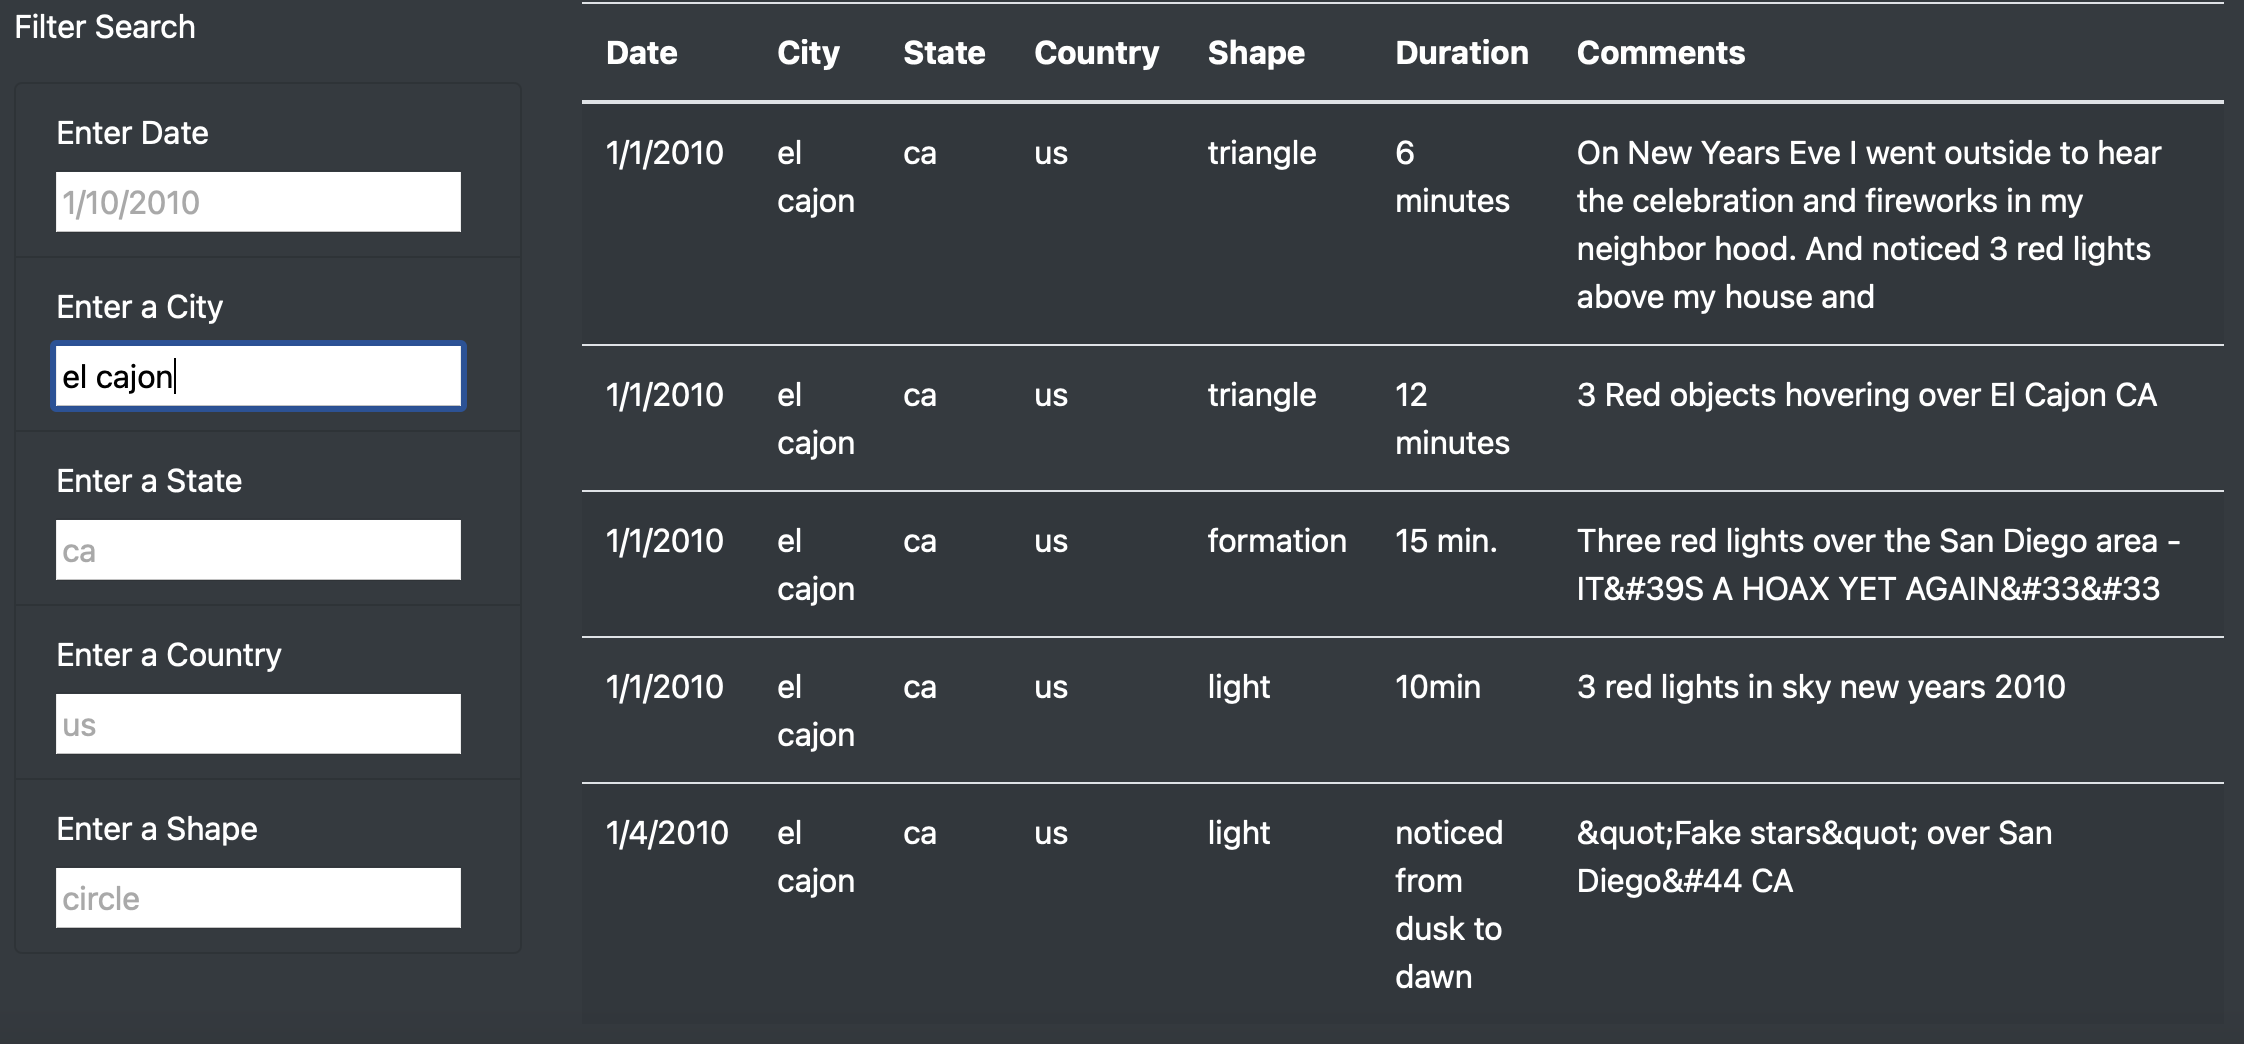 Filter Search
Enter Date
1/10/2010
Enter a City
el cajon
Enter a State
ca
Enter a Country
us
Enter a Shape
circle
Date City State Country Shape Duration Comments
1/1/2010 el ca us triangle 6 On New Years Eve I went outside to hear
cajon minutes the celebration and fireworks in my
neighbor hood. And noticed 3 red lights
above my house and
1/1/2010 el ca us triangle 12 3 Red objects hovering over El Cajon CA
cajon minutes
1/1/2010 el ca us formation 15 min. Three red lights over the San Diego area -
cajon IT&#39S A HOAX YET AGAIN&#33&#33
1/1/2010 el ca us light 10min 3 red lights in sky new years 2010
cajon
1/4/2010 el ca us light noticed &quot;Fake stars&quot; over San
cajon from Diego&#44 CA
dusk to
dawn